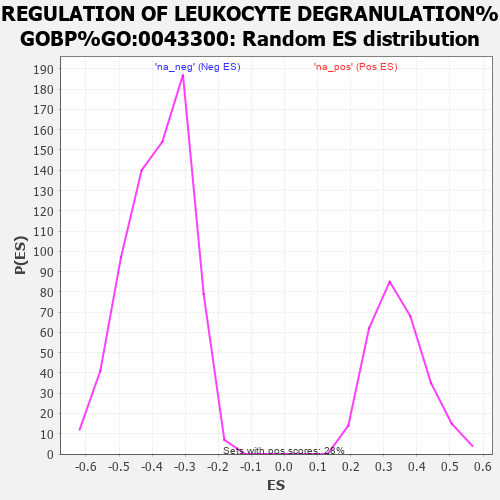 REGULATION OF LEUKOCYTE DEGRANULATION%
GOBP%GO:0043300: Random ES distribution
'na_neg' (Neg ES) 'na_pos' (Pos ES)
190
180
170
160
150
140
130
120
110
100
90
80
70
60
50
40
30
20
10
0
P(ES)
Sets with pos scores: 28%
-0.6 -0.5 -0.4 -0.3 -0.2 -0.1 0.0 0.1 0.2 0.3 0.4 0.5 0.6
ES